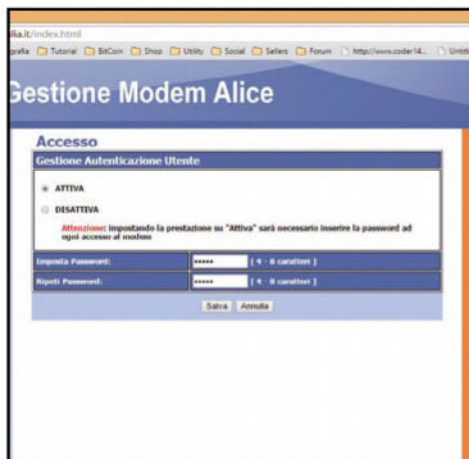 lia.it/index.html
grafia Tutorial BitCoin Shop Utility Social Sellers Forum http://www.coder14...
Gestione Modem Alice
Accesso
Gestione Autenticazione Utente
ATTIVA
DISATTIVA
Attenzione: impostando la prestazione su "Attiva" sarà necessario inserire la password ad
ogni accesso al modem
Imposta Password: ••••• [ 4 - 8 caratteri ]
Ripeti Password: ••••• [ 4 - 8 caratteri ]
Salva Annulla